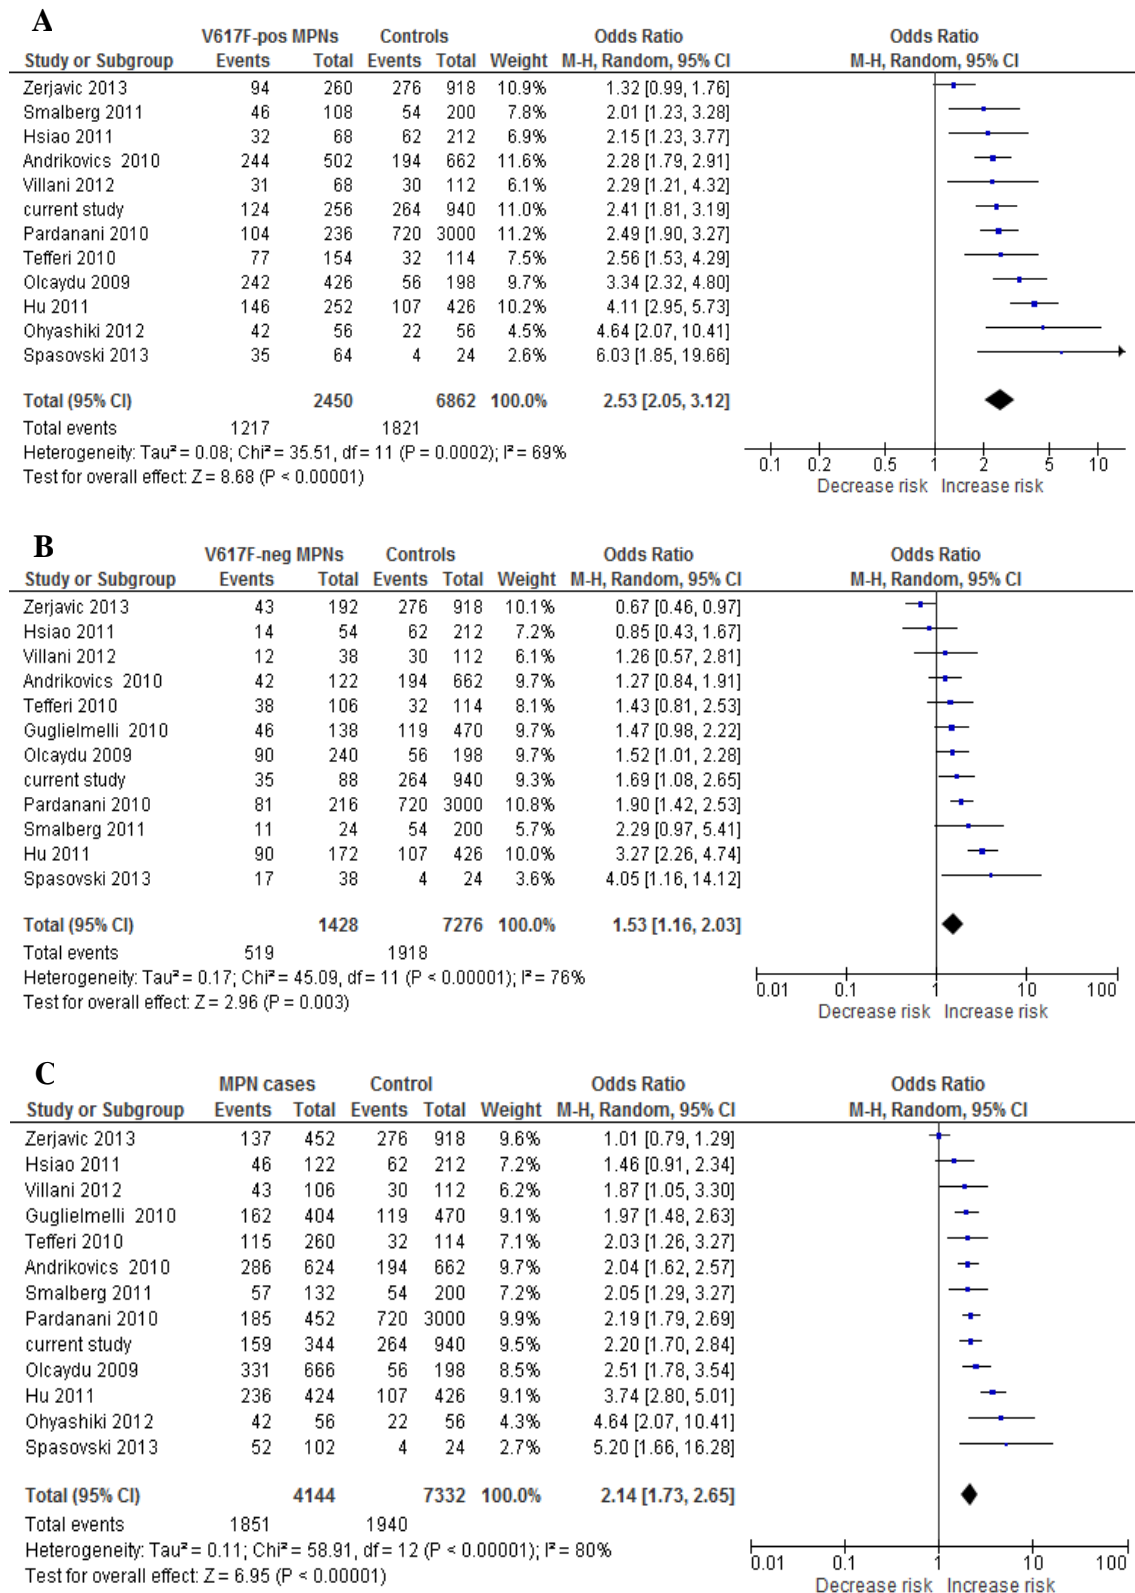 A
V617F-pos MPNs Controls Odds Ratio Odds Ratio
Study or Subgroup Events Total Events Total Weight M-H, Random, 95% CI M-H, Random, 95% CI
Zerjavic 2013 94 260 276 918 10.9% 1.32 [0.99, 1.76]
Smalberg 2011 46 108 54 200 7.8% 2.01 [1.23, 3.28]
Hsiao 2011 32 68 62 212 6.9% 2.15 [1.23, 3.77]
Andrikovics 2010 244 502 194 662 11.6% 2.28 [1.79, 2.91]
Villani 2012 31 68 30 112 6.1% 2.29 [1.21, 4.32]
current study 124 256 264 940 11.0% 2.41 [1.81, 3.19]
Pardanani 2010 104 236 720 3000 11.2% 2.49 [1.90, 3.27]
Tefferi 2010 77 154 32 114 7.5% 2.56 [1.53, 4.29]
Olcaydu 2009 242 426 56 198 9.7% 3.34 [2.32, 4.80]
Hu 2011 146 252 107 426 10.2% 4.11 [2.95, 5.73]
Ohyashiki 2012 42 56 22 56 4.5% 4.64 [2.07, 10.41]
Spasovski 2013 35 64 4 24 2.6% 6.03 [1.85, 19.66]
Total (95% CI) 2450 6862 100.0% 2.53 [2.05, 3.12]
Total events 1217 1821
Heterogeneity: Tau² = 0.08; Chi² = 35.51, df = 11 (P = 0.0002); I² = 69%
Test for overall effect: Z = 8.68 (P < 0.00001)
0.1 0.2 0.5 1 2 5 10
Decrease risk Increase risk
B
V617F-neg MPNs Controls Odds Ratio Odds Ratio
Study or Subgroup Events Total Events Total Weight M-H, Random, 95% CI M-H, Random, 95% CI
Zerjavic 2013 43 192 276 918 10.1% 0.67 [0.46, 0.97]
Hsiao 2011 14 54 62 212 7.2% 0.85 [0.43, 1.67]
Villani 2012 12 38 30 112 6.1% 1.26 [0.57, 2.81]
Andrikovics 2010 42 122 194 662 9.7% 1.27 [0.84, 1.91]
Tefferi 2010 38 106 32 114 8.1% 1.43 [0.81, 2.53]
Guglielmelli 2010 46 138 119 470 9.7% 1.47 [0.98, 2.22]
Olcaydu 2009 90 240 56 198 9.7% 1.52 [1.01, 2.28]
current study 35 88 264 940 9.3% 1.69 [1.08, 2.65]
Pardanani 2010 81 216 720 3000 10.8% 1.90 [1.42, 2.53]
Smalberg 2011 11 24 54 200 5.7% 2.29 [0.97, 5.41]
Hu 2011 90 172 107 426 10.0% 3.27 [2.26, 4.74]
Spasovski 2013 17 38 4 24 3.6% 4.05 [1.16, 14.12]
Total (95% CI) 1428 7276 100.0% 1.53 [1.16, 2.03]
Total events 519 1918
Heterogeneity: Tau² = 0.17; Chi² = 45.09, df = 11 (P < 0.00001); I² = 76%
Test for overall effect: Z = 2.96 (P = 0.003)
0.01 0.1 1 10 100
Decrease risk Increase risk
C
MPN cases Control Odds Ratio Odds Ratio
Study or Subgroup Events Total Events Total Weight M-H, Random, 95% CI M-H, Random, 95% CI
Zerjavic 2013 137 452 276 918 9.6% 1.01 [0.79, 1.29]
Hsiao 2011 46 122 62 212 7.2% 1.46 [0.91, 2.34]
Villani 2012 43 106 30 112 6.2% 1.87 [1.05, 3.30]
Guglielmelli 2010 162 404 119 470 9.1% 1.97 [1.48, 2.63]
Tefferi 2010 115 260 32 114 7.1% 2.03 [1.26, 3.27]
Andrikovics 2010 286 624 194 662 9.7% 2.04 [1.62, 2.57]
Smalberg 2011 57 132 54 200 7.2% 2.05 [1.29, 3.27]
Pardanani 2010 185 452 720 3000 9.9% 2.19 [1.79, 2.69]
current study 159 344 264 940 9.5% 2.20 [1.70, 2.84]
Olcaydu 2009 331 666 56 198 8.5% 2.51 [1.78, 3.54]
Hu 2011 236 424 107 426 9.1% 3.74 [2.80, 5.01]
Ohyashiki 2012 42 56 22 56 4.3% 4.64 [2.07, 10.41]
Spasovski 2013 52 102 4 24 2.7% 5.20 [1.66, 16.28]
Total (95% CI) 4144 7332 100.0% 2.14 [1.73, 2.65]
Total events 1851 1940
Heterogeneity: Tau² = 0.11; Chi² = 58.91, df = 12 (P < 0.00001); I² = 80%
Test for overall effect: Z = 6.95 (P < 0.00001)
0.01 0.1 1 10 100
Decrease risk Increase risk